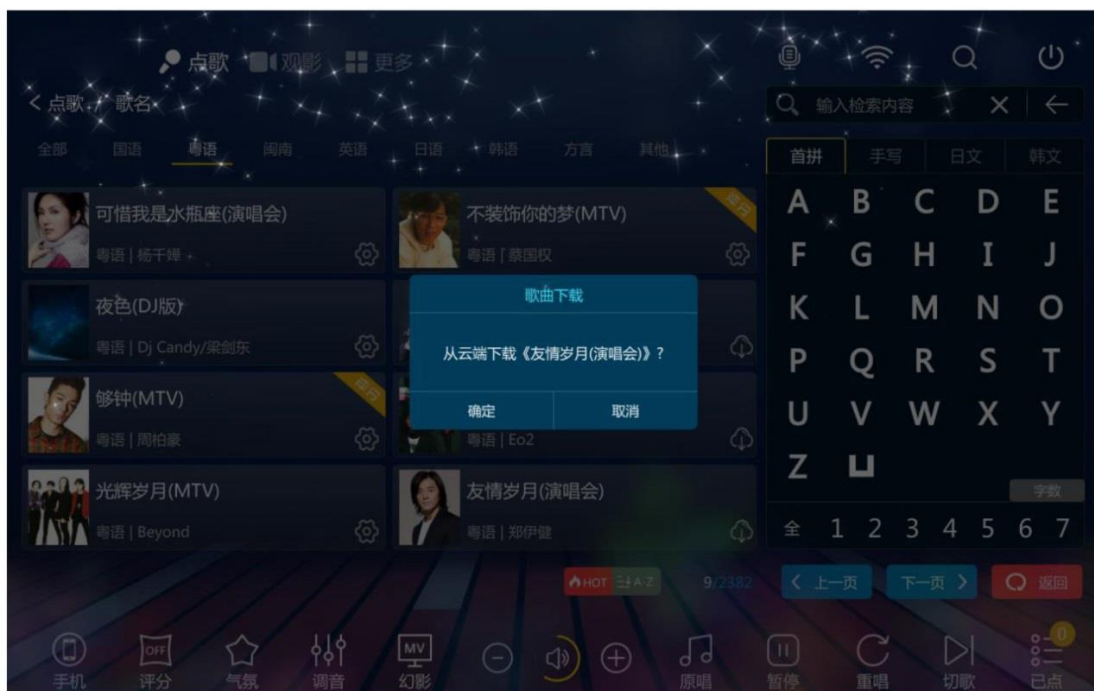 点歌
观影
更多
< 点歌 / 歌名
输入检索内容
全部 国语 粤语 闽南 英语 日语 韩语 方言 其他
首拼 手写 日文 韩文
可惜我是水瓶座(演唱会)
粤语 | 杨千嬅
不装饰你的梦(MTV)
粤语 | 蔡国权
夜色(DJ版)
粤语 | Dj Candy/梁剑东
够钟(MTV)
粤语 | 周柏豪
粤语 | Eo2
光辉岁月(MTV)
粤语 | Beyond
友情岁月(演唱会)
粤语 | 郑伊健
歌曲下载
从云端下载《友情岁月(演唱会)》?
确定 取消
A B C D E
F G H I J
K L M N O
P Q R S T
U V W X Y
Z
字数
全 1 2 3 4 5 6 7
HOT A-Z
9/2382
上一页
下一页
返回
手机
OFF
评分
气氛
调音
MV
幻影
原唱
暂停
重唱
切歌
0
已点